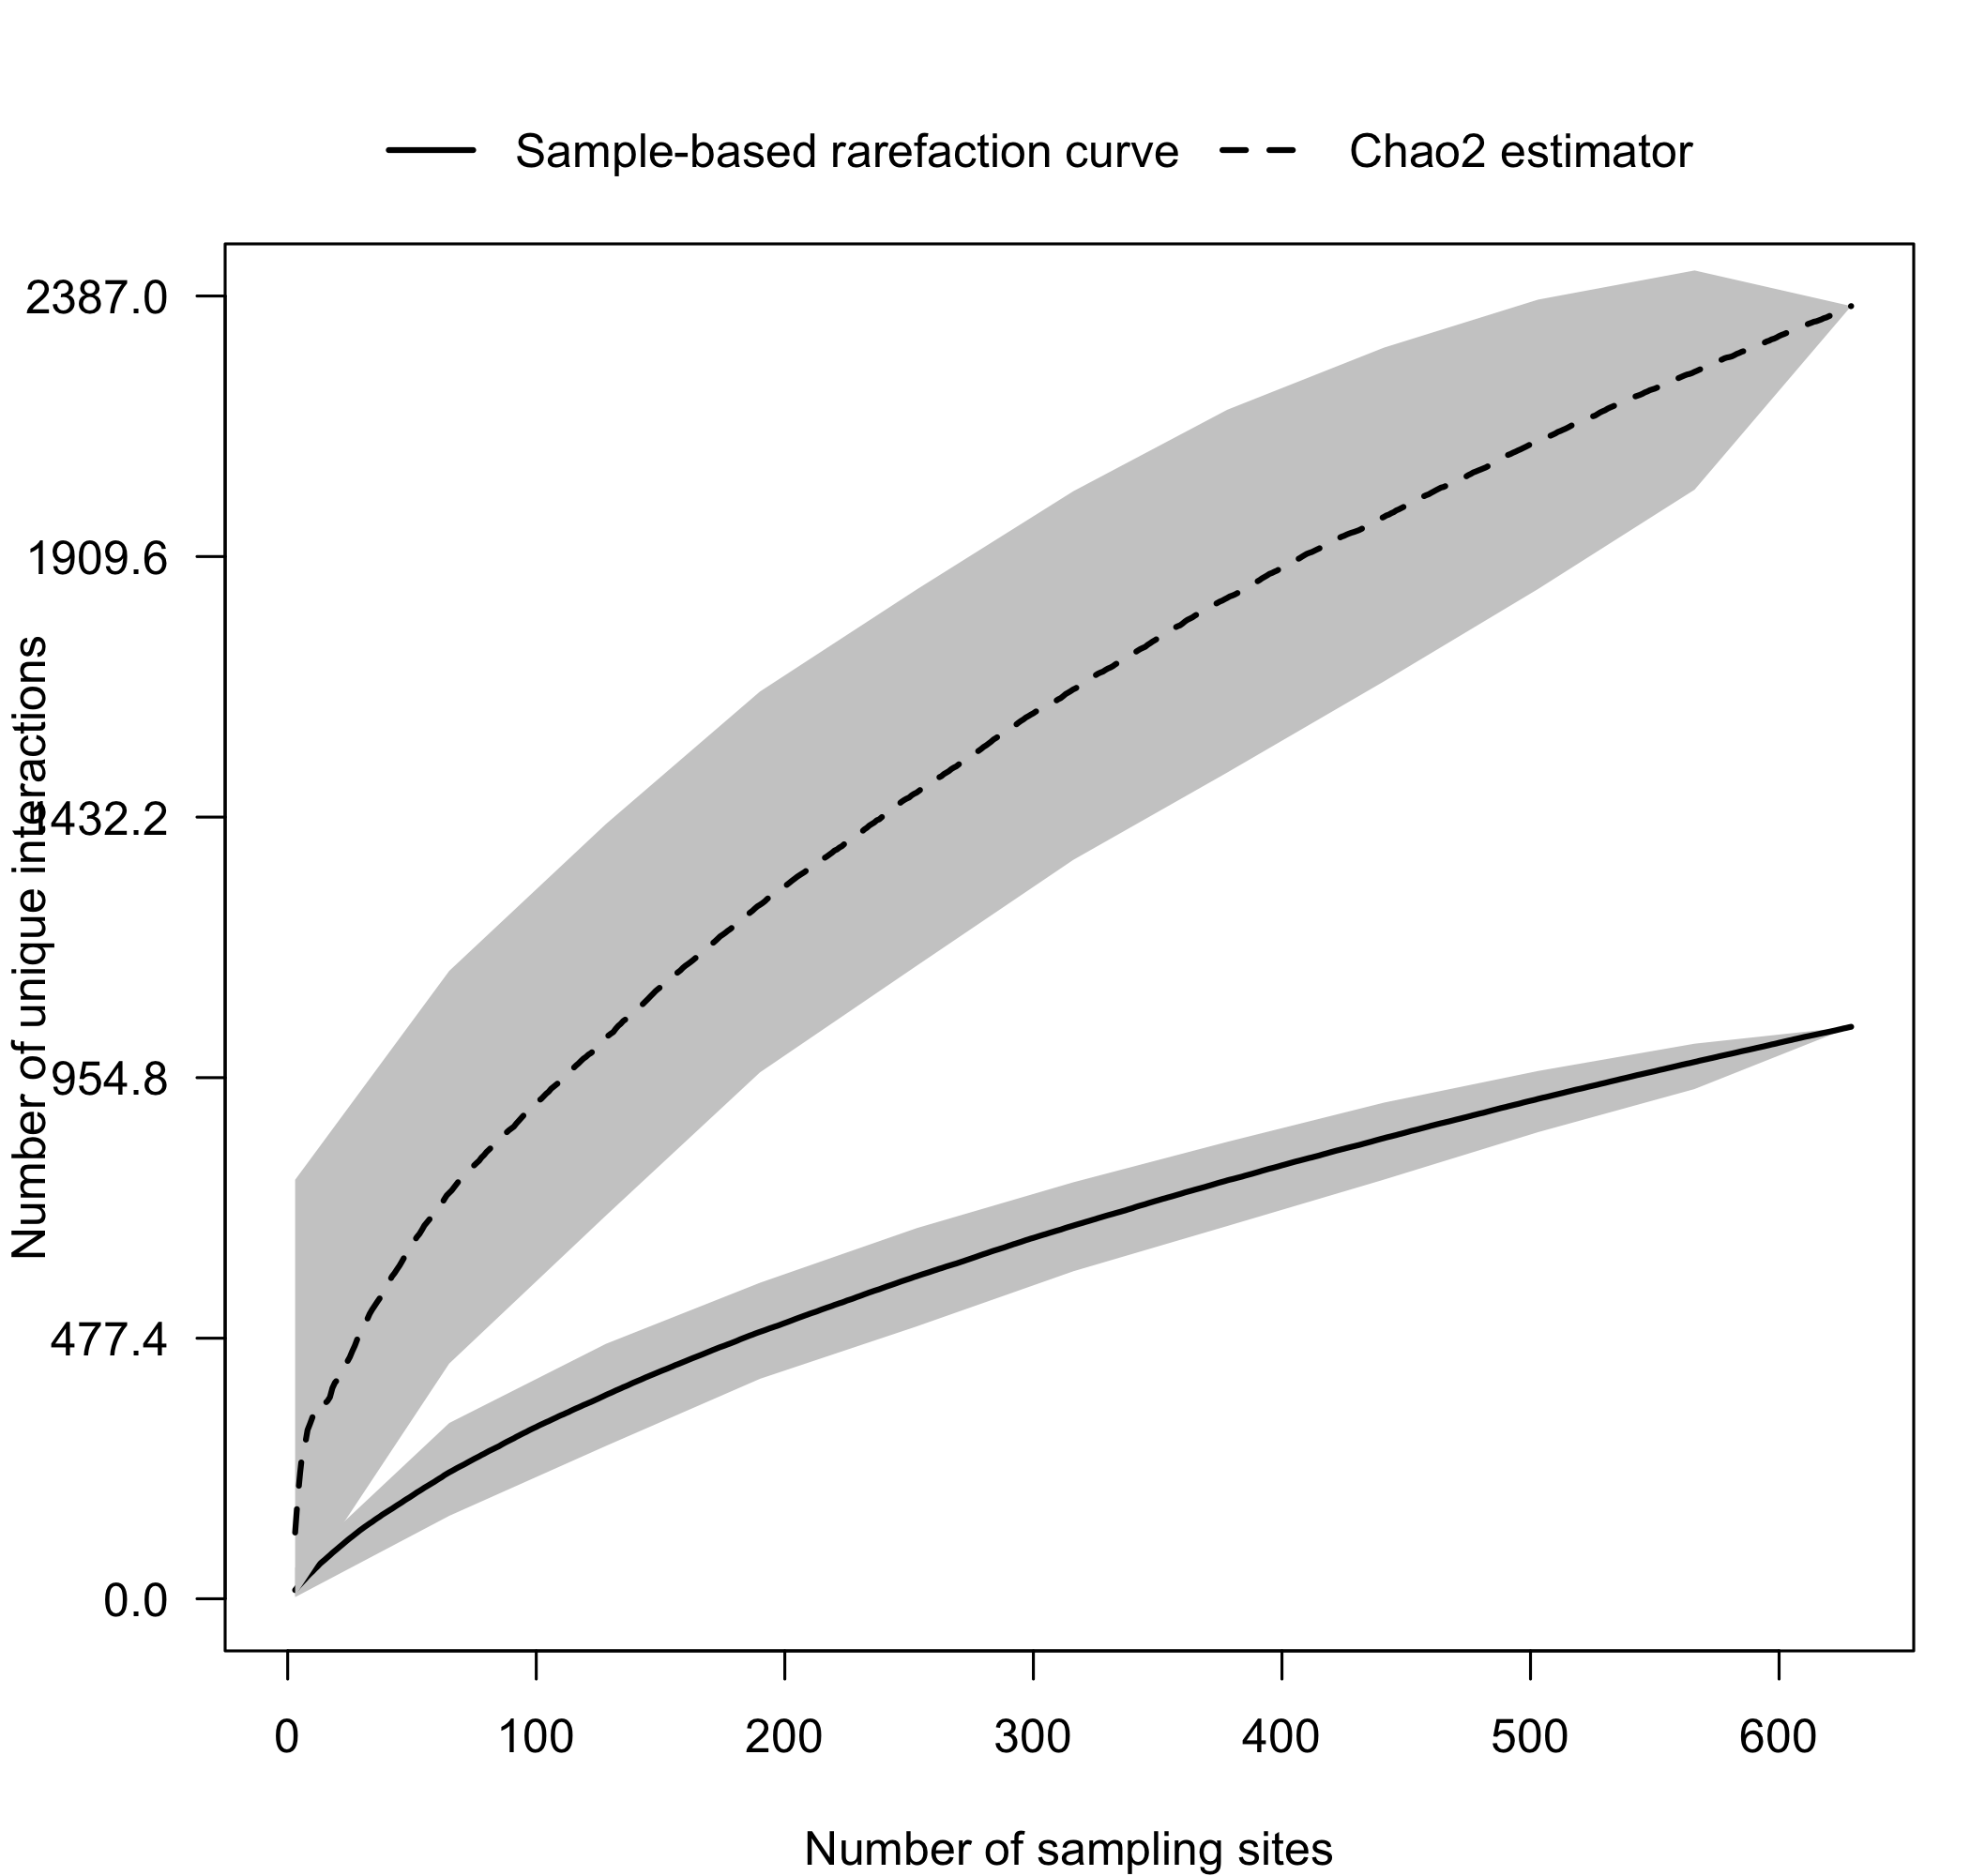 Sample-based rarefaction curve Chao2 estimator
2387.0
1909.6
1432.2
954.8
477.4
0.0
Number of unique interactions
0 100 200 300 400 500 600
Number of sampling sites